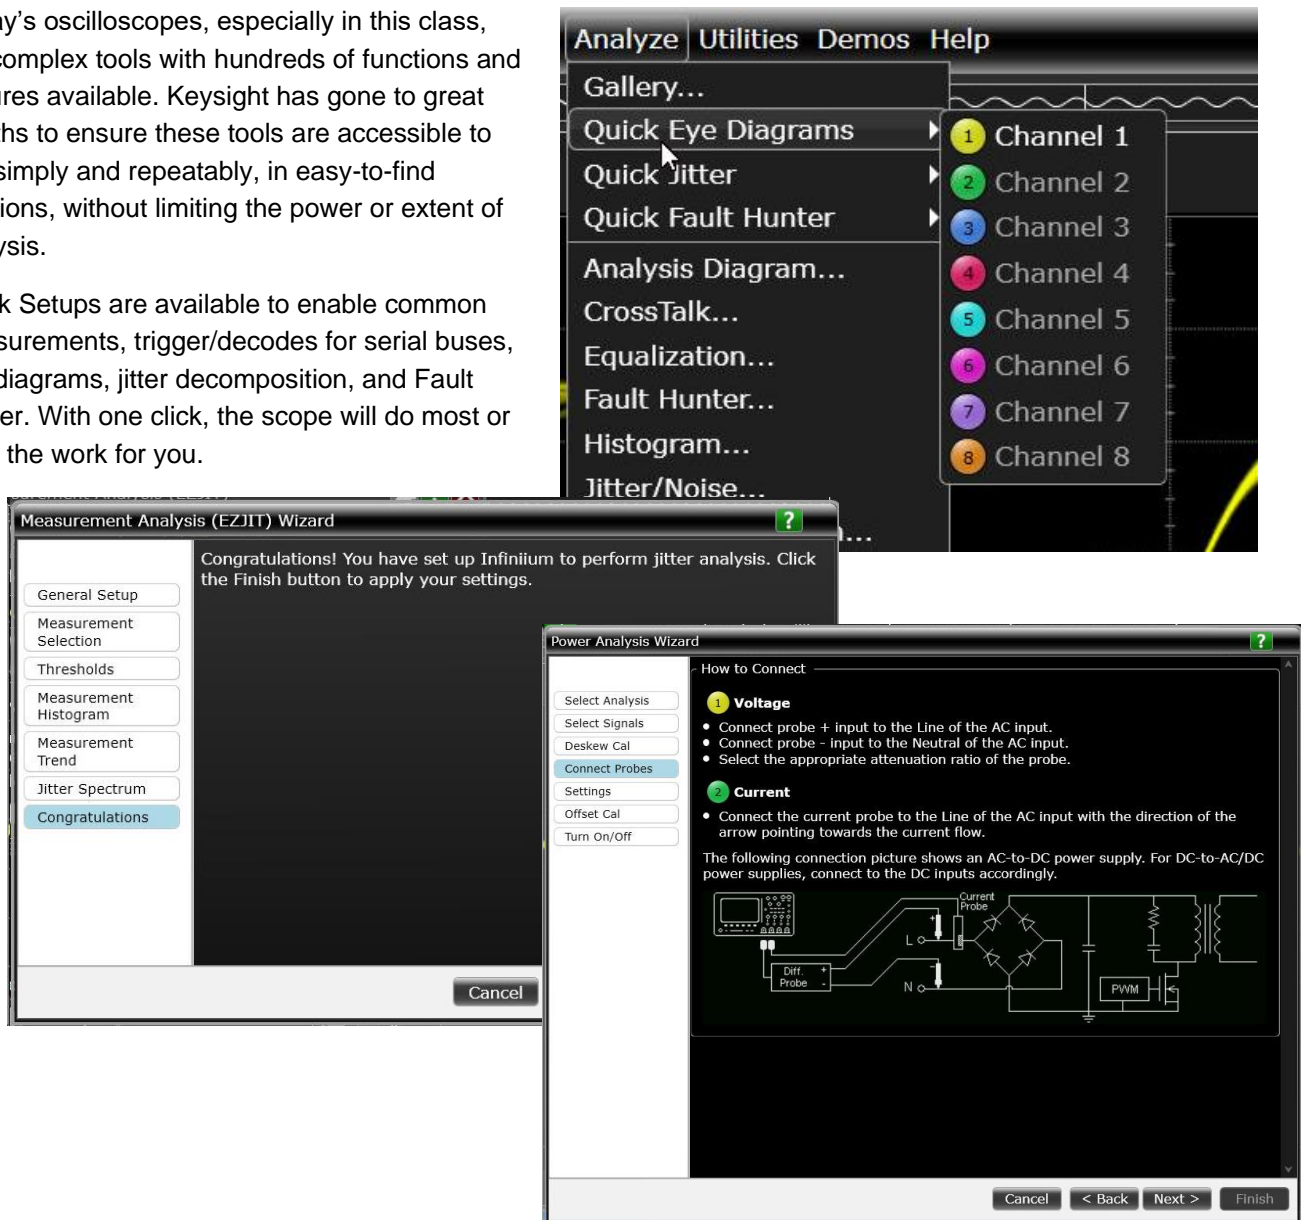 ay's oscilloscopes, especially in this class,
complex tools with hundreds of functions and
ures available. Keysight has gone to great
ths to ensure these tools are accessible to
simply and repeatably, in easy-to-find
tions, without limiting the power or extent of
lysis.
k Setups are available to enable common
surements, trigger/decodes for serial buses,
diagrams, jitter decomposition, and Fault
er. With one click, the scope will do most or
the work for you.
Analyze Utilities Demos Help
Gallery...
Quick Eye Diagrams
Quick Jitter
Quick Fault Hunter
Analysis Diagram...
CrossTalk...
Equalization...
Fault Hunter...
Histogram...
Jitter/Noise...
1 Channel 1
2 Channel 2
3 Channel 3
4 Channel 4
5 Channel 5
6 Channel 6
7 Channel 7
8 Channel 8
Measurement Analysis (EZJIT) Wizard
?
General Setup
Measurement
Selection
Thresholds
Measurement
Histogram
Measurement
Trend
Jitter Spectrum
Congratulations
Congratulations! You have set up Infiniium to perform jitter analysis. Click
the Finish button to apply your settings.
Cancel
Power Analysis Wizard
?
Select Analysis
Select Signals
Deskew Cal
Connect Probes
Settings
Offset Cal
Turn On/Off
How to Connect
1 Voltage
• Connect probe + input to the Line of the AC input.
• Connect probe - input to the Neutral of the AC input.
• Select the appropriate attenuation ratio of the probe.
2 Current
• Connect the current probe to the Line of the AC input with the direction of the
arrow pointing towards the current flow.
The following connection picture shows an AC-to-DC power supply. For DC-to-AC/DC
power supplies, connect to the DC inputs accordingly.
Current
Probe
+
L
Diff. +
Probe -
-
N
PWM
Cancel < Back Next > Finish